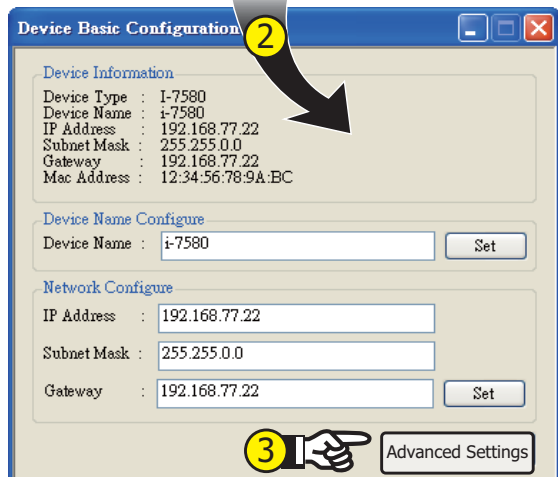 Device Basic Configuration
2
Device Information
Device Type : I-7580
Device Name : i-7580
IP Address : 192.168.77.22
Subnet Mask : 255.255.0.0
Gateway : 192.168.77.22
Mac Address : 12:34:56:78:9A:BC
Device Name Configure
Device Name : i-7580 Set
Network Configure
IP Address : 192.168.77.22
Subnet Mask : 255.255.0.0
Gateway : 192.168.77.22 Set
3 Advanced Settings